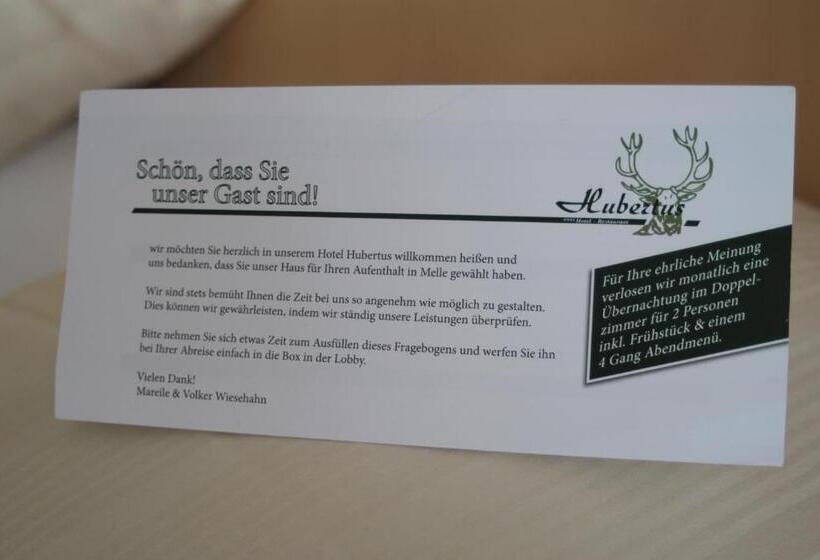 Schön, dass Sie
unser Gast sind!
Hubertus
Hotel - Restaurant
wir möchten Sie herzlich in unserem Hotel Hubertus willkommen heißen und
uns bedanken, dass Sie unser Haus für Ihren Aufenthalt in Melle gewählt haben.
Wir sind stets bemüht Ihnen die Zeit bei uns so angenehm wie möglich zu gestalten.
Dies können wir gewährleisten, indem wir ständig unsere Leistungen überprüfen.
Bitte nehmen Sie sich etwas Zeit zum Ausfüllen dieses Fragebogens und werfen Sie ihn
bei Ihrer Abreise einfach in die Box in der Lobby.
Vielen Dank!
Mareile & Volker Wiesehahn
Für Ihre ehrliche Meinung
verlosen wir monatlich eine
Übernachtung im Doppel-
zimmer für 2 Personen
inkl. Frühstück & einem
4 Gang Abendmenü.